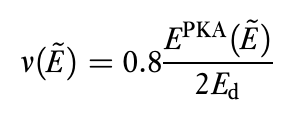 ν(Ẽ) = 0.8 E^PKA(Ẽ) / 2E_d